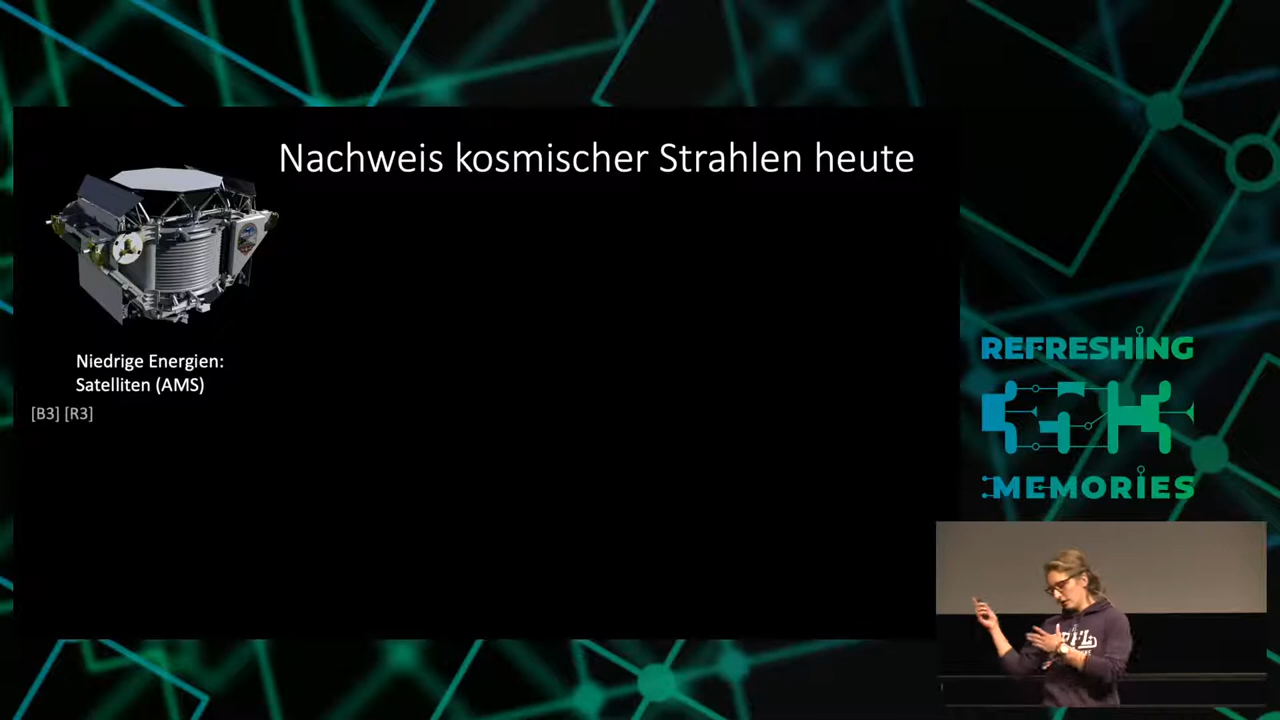 Nachweis kosmischer Strahlen heute
Niedrige Energien:
Satelliten (AMS)
[B3] [R3]
REFRESHING
MEMORIES